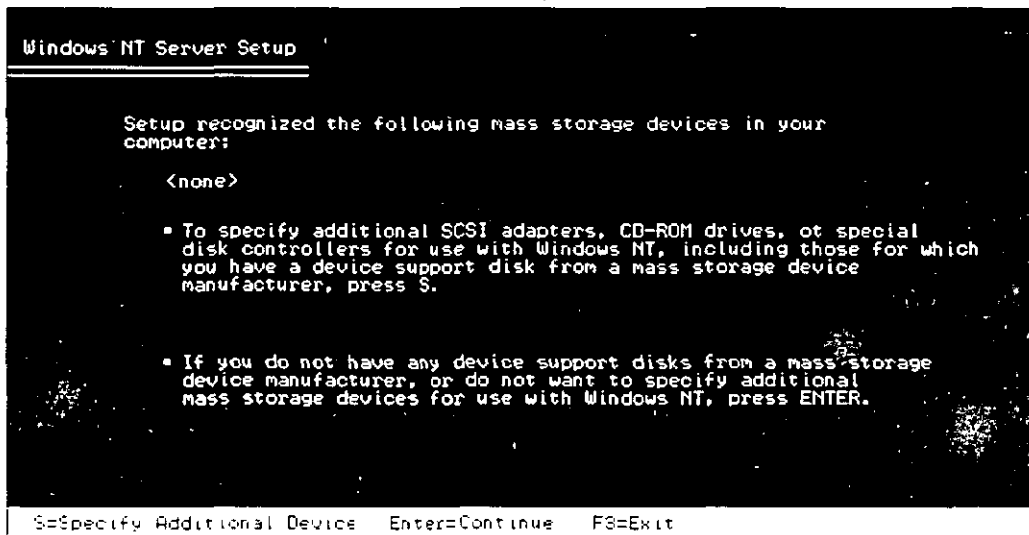 Windows NT Server Setup
Setup recognized the following mass storage devices in your
computer:
<none>
▪ To specify additional SCSI adapters, CD-ROM drives, ot special
disk controllers for use with Windows NT, including those for which
you have a device support disk from a mass storage device
manufacturer, press S.
▪ If you do not have any device support disks from a mass storage
device manufacturer, or do not want to specify additional
mass storage devices for use with Windows NT, press ENTER.
S=Specify Additional Device Enter=Continue F3=Exit